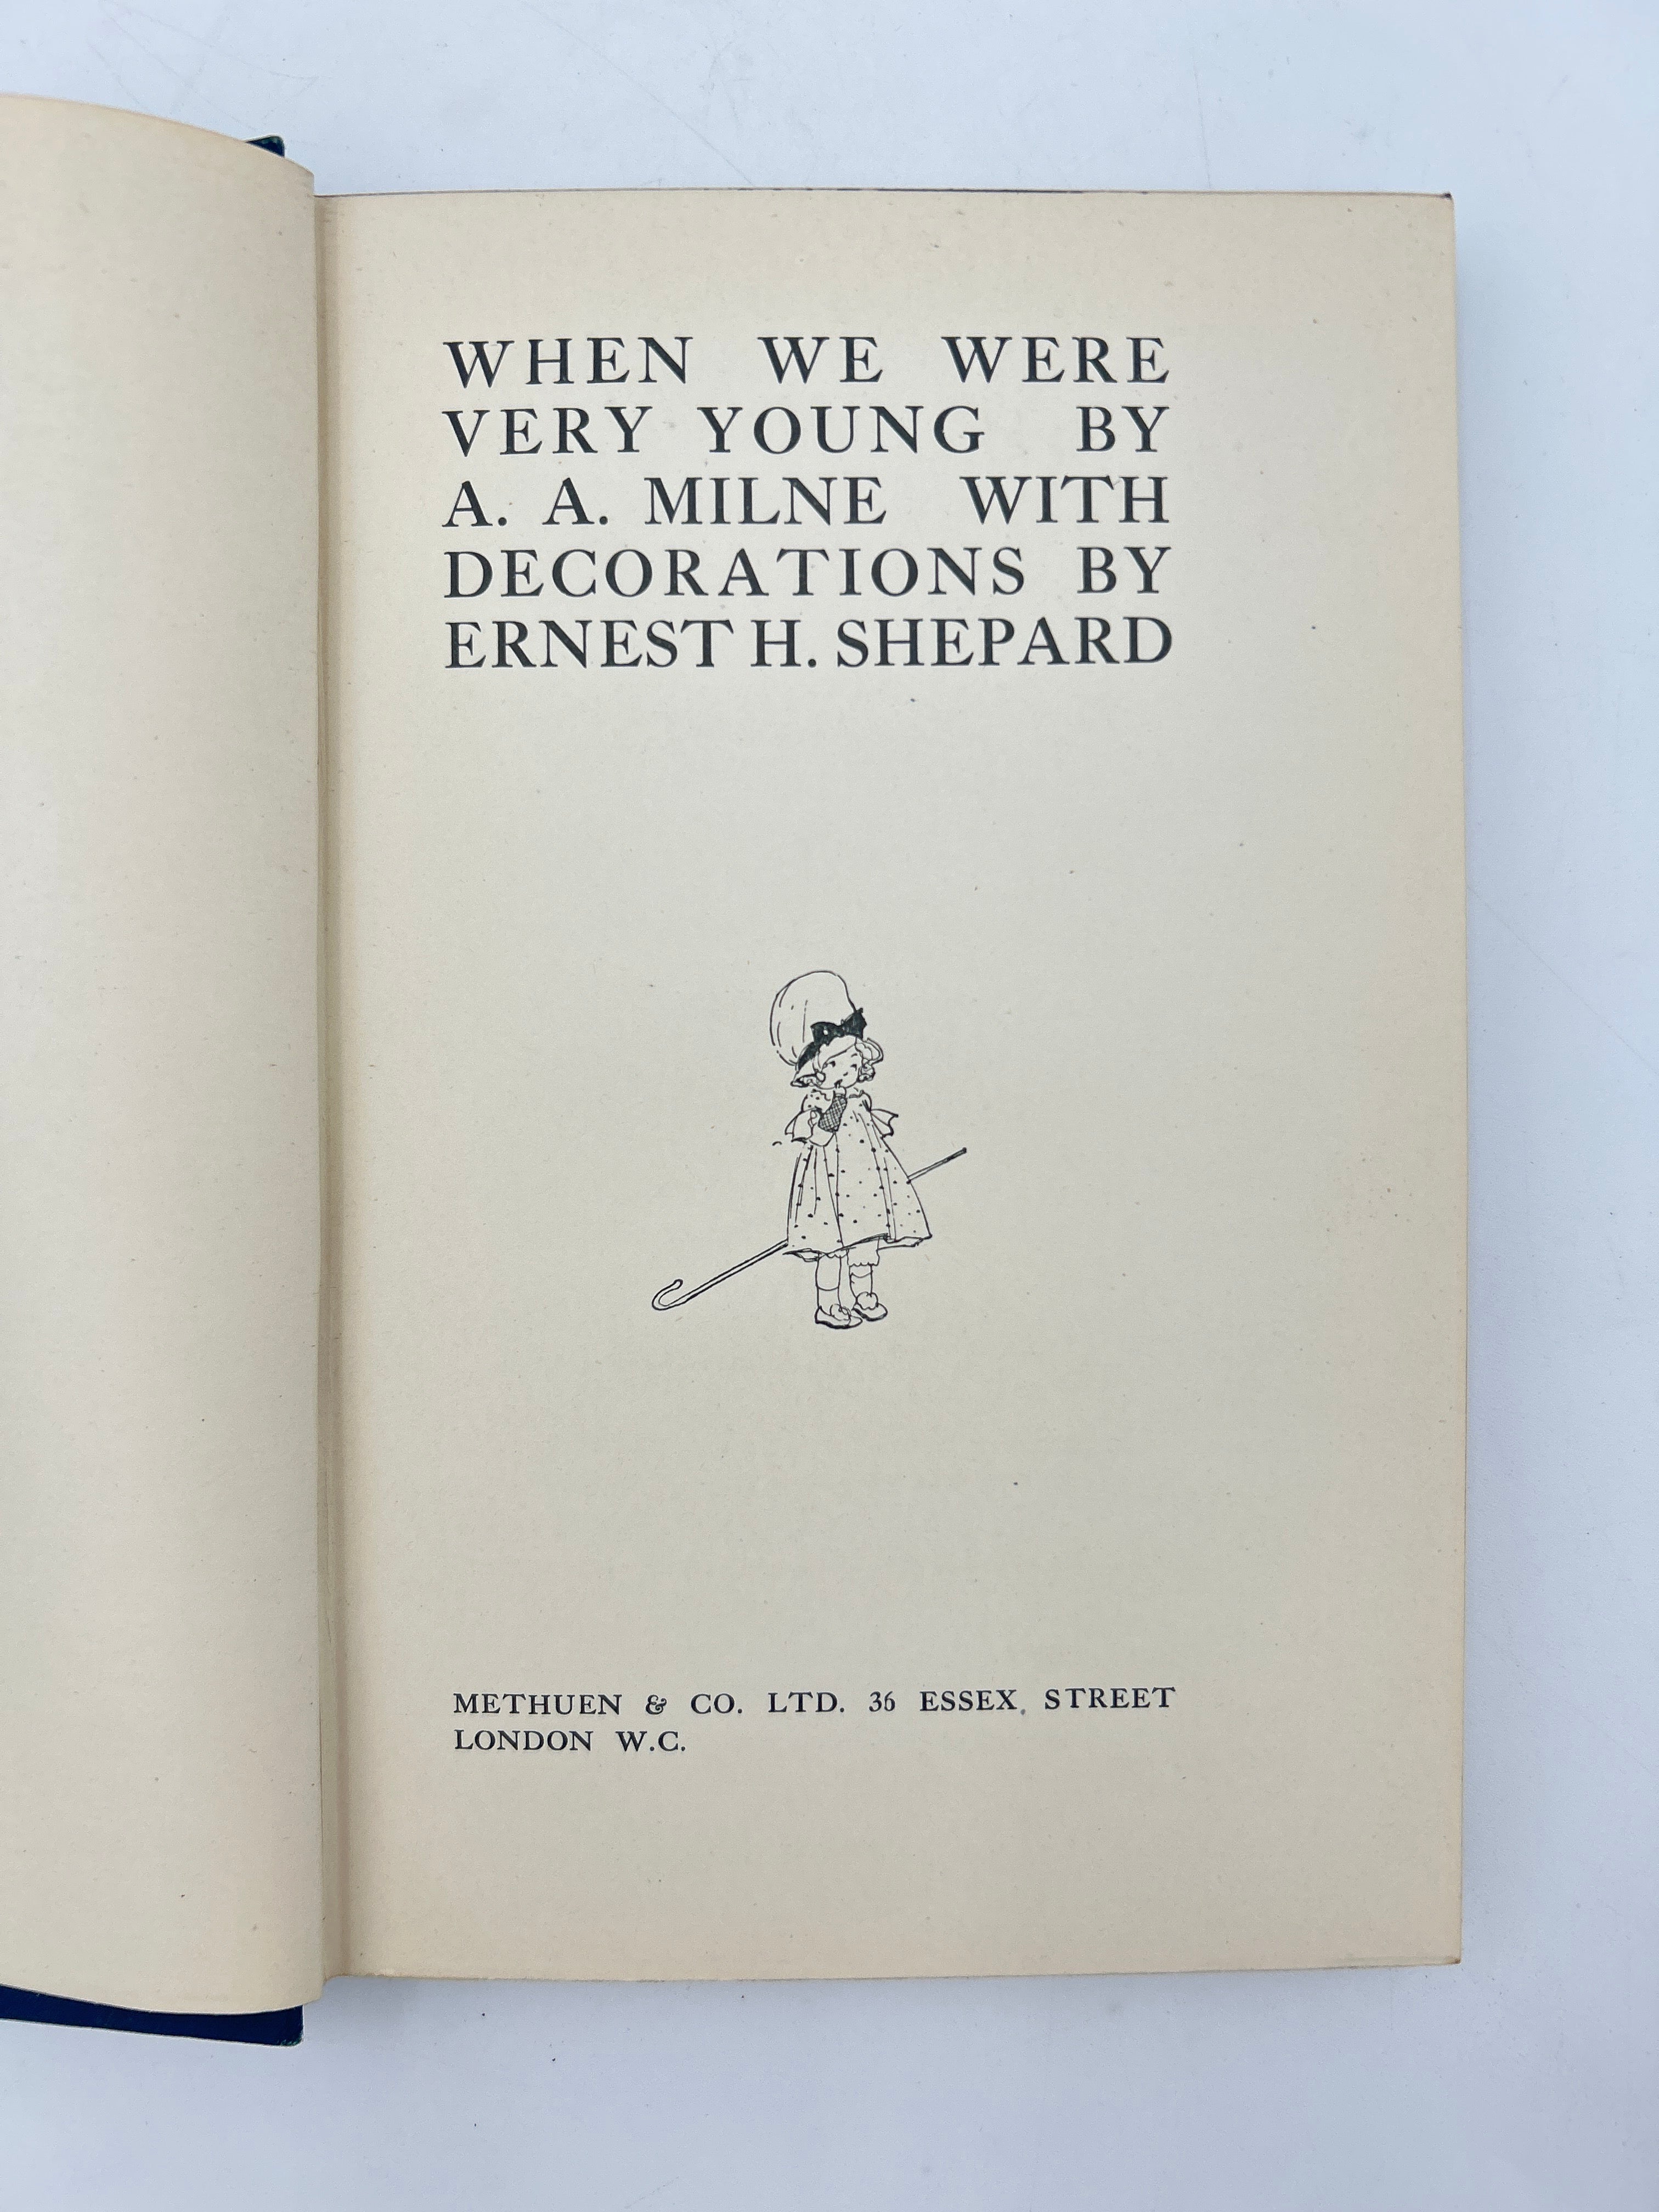 WHEN WE WERE
VERY YOUNG BY
A. A. MILNE WITH
DECORATIONS BY
ERNEST H. SHEPARD
METHUEN & CO. LTD. 36 ESSEX STREET
LONDON W.C.